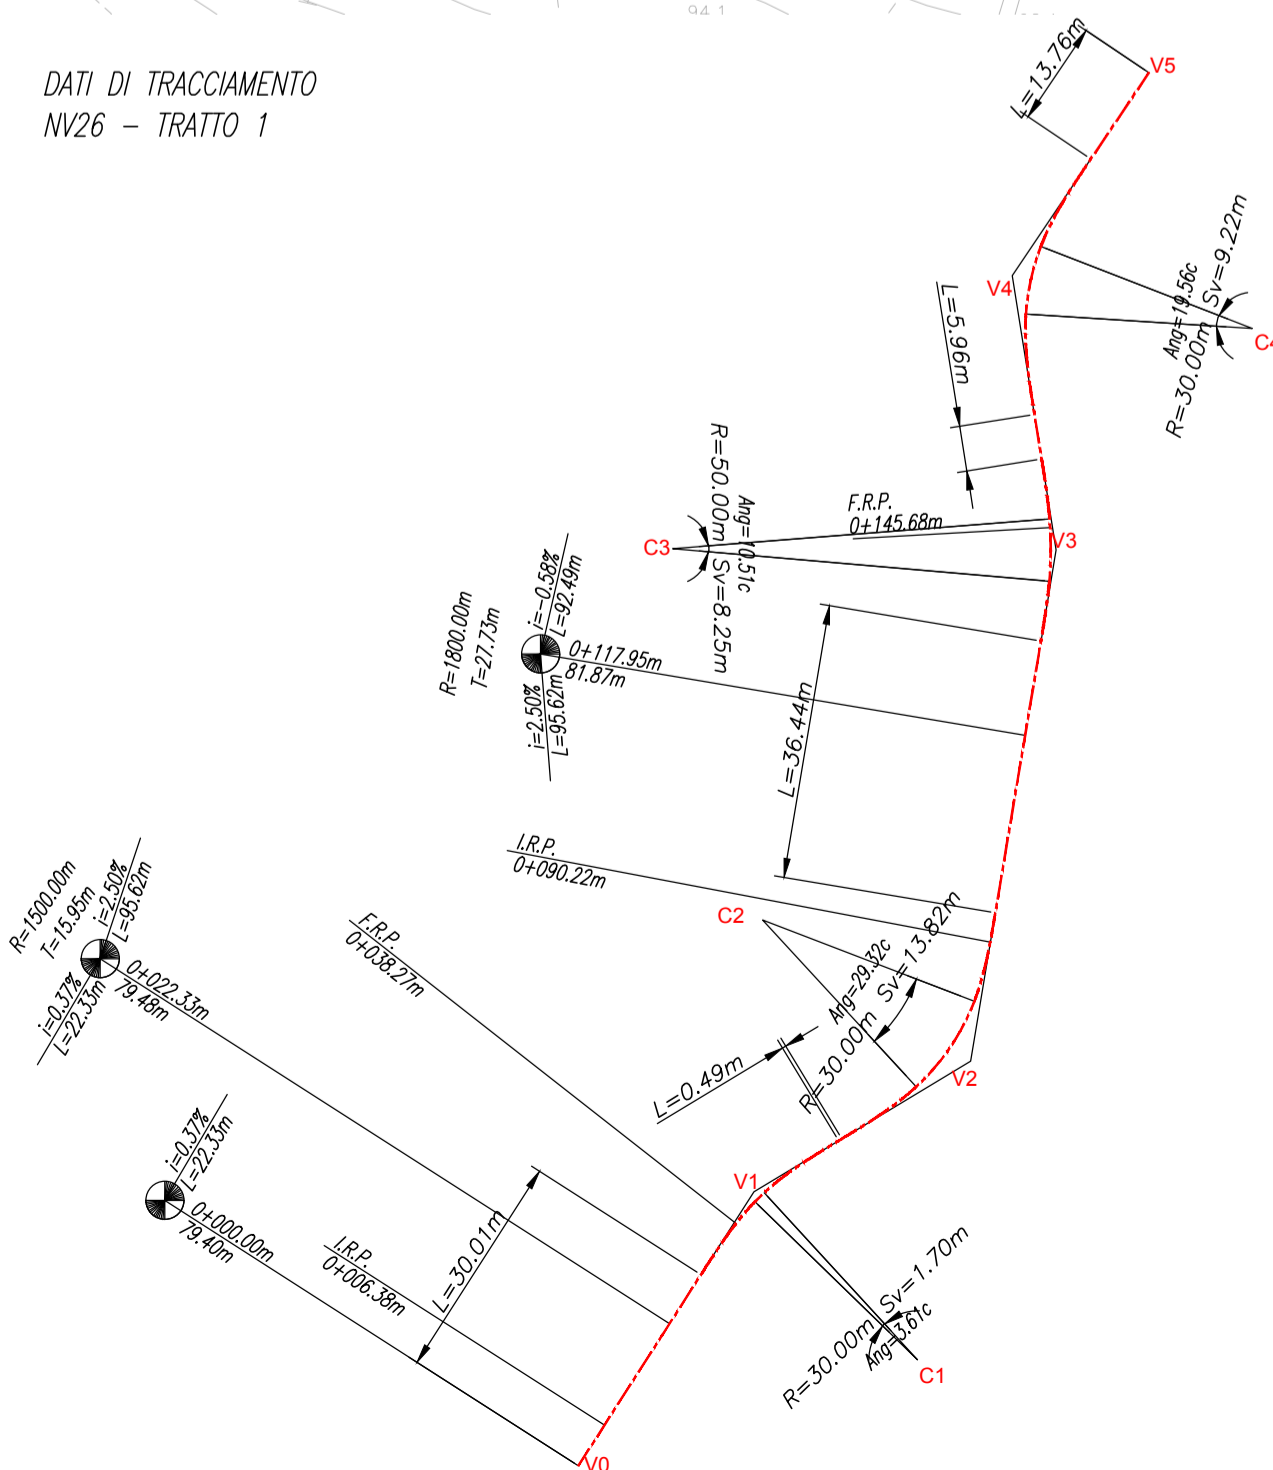 94.1
DATI DI TRACCIAMENTO
NV26 – TRATTO 1
V5
L=13.76m
V4
Ang=19.56c
R=30.00m Sv=9.22m
C4
L=5.96m
F.R.P.
0+145.68m
V3
C3
Ang=10.51c
R=50.00m Sv=8.25m
i=-0.58%
L=92.49m
R=1800.00m
T=27.73m
0+117.95m
81.87m
i=2.50%
L=95.62m
L=36.44m
I.R.P.
0+090.22m
C2
Ang=29.32c
R=30.00m Sv=13.82m
V2
L=0.49m
F.R.P.
0+038.27m
R=1500.00m
T=15.95m
i=2.50%
L=95.62m
0+022.33m
79.48m
i=0.37%
L=22.33m
V1
i=0.37%
L=22.33m
0+000.00m
79.40m
I.R.P.
0+006.38m
L=30.01m
R=30.00m Sv=1.70m
Ang=3.61c
C1
V0